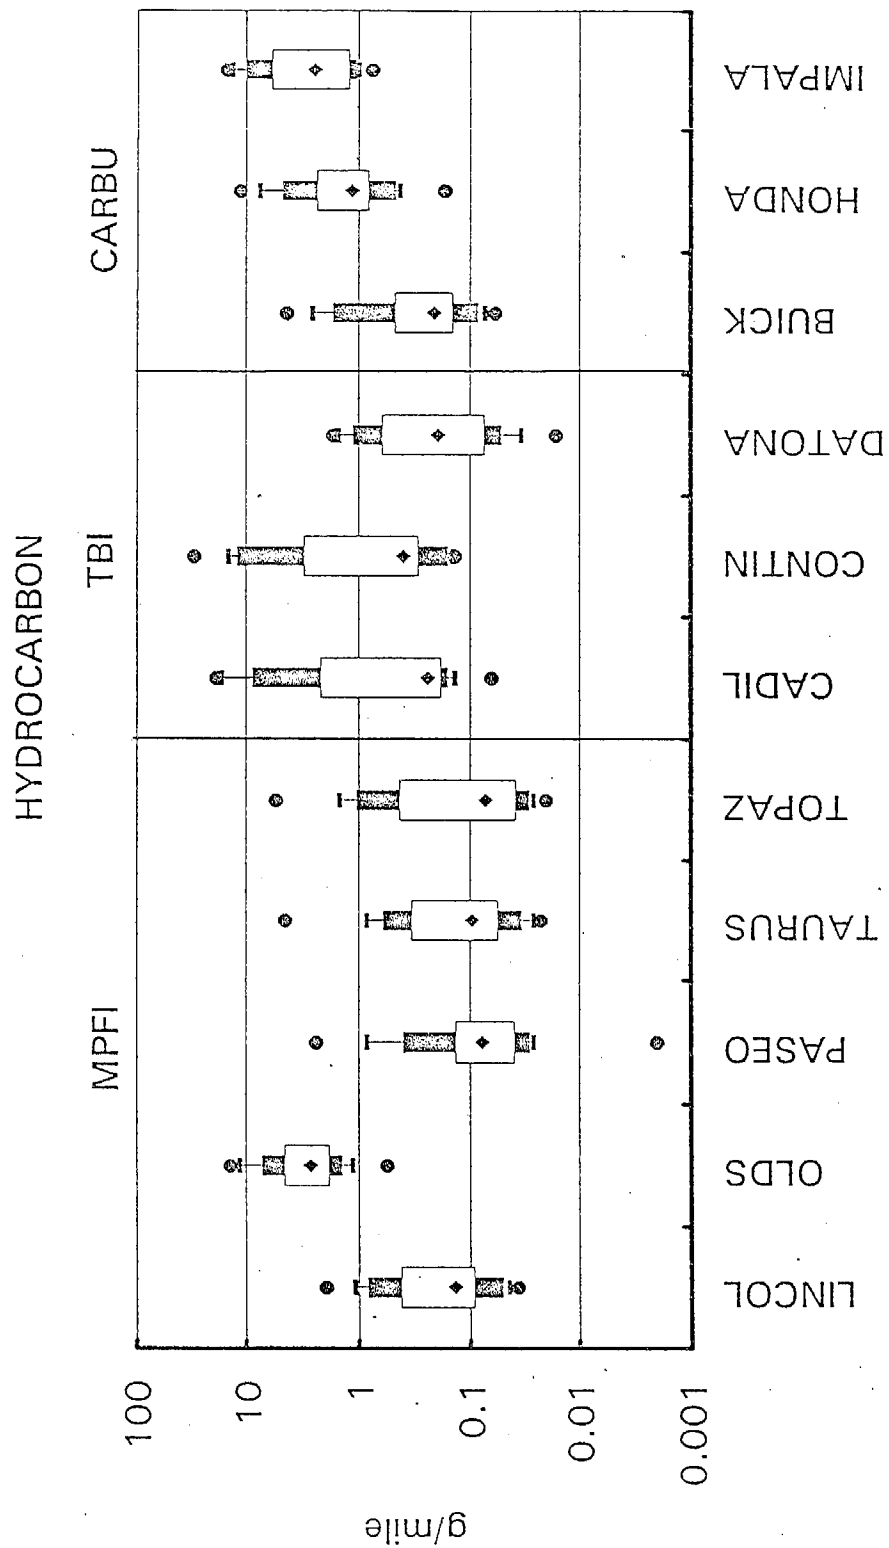 HYDROCARBON
MPFI TBI CARBU
g/mile
100
10
1
0.1
0.01
0.001
LINCOL
OLDS
PASEO
TAURUS
TOPAZ
CADIL
CONTIN
DATONA
BUICK
HONDA
IMPALA